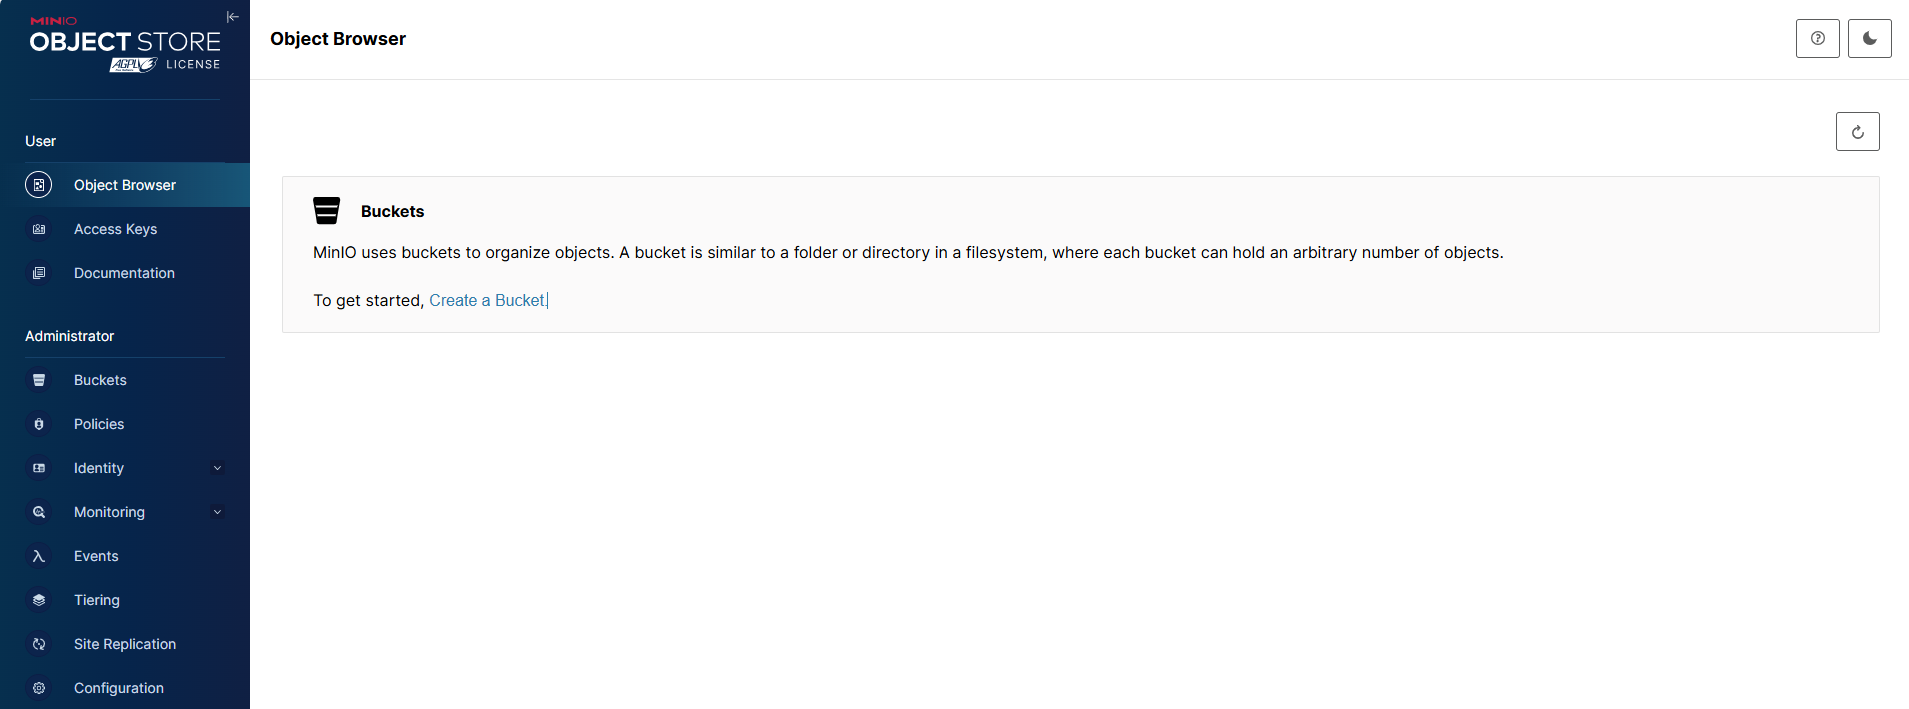 MINIO
OBJECT STORE
AGPLv3 LICENSE
User
Object Browser
Access Keys
Documentation
Administrator
Buckets
Policies
Identity
Monitoring
Events
Tiering
Site Replication
Configuration
Object Browser
Buckets
MinIO uses buckets to organize objects. A bucket is similar to a folder or directory in a filesystem, where each bucket can hold an arbitrary number of objects.
To get started, Create a Bucket.